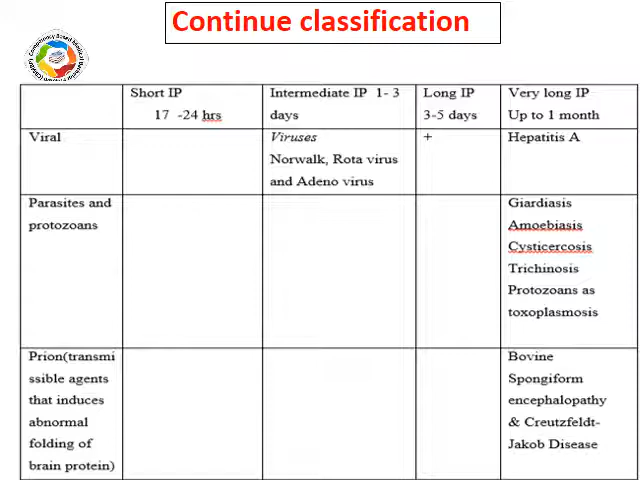 Continue classification
Short IP
17 -24 hrs
Intermediate IP 1- 3
days
Long IP
3-5 days
Very long IP
Up to 1 month
Viral
Viruses
Norwalk, Rota virus
and Adeno virus
+
Hepatitis A
Parasites and
protozoans
Giardiasis
Amoebiasis
Cysticercosis
Trichinosis
Protozoans as
toxoplasmosis
Prion(transmi
ssible agents
that induces
abnormal
folding of
brain protein)
Bovine
Spongiform
encephalopathy
& Creutzfeldt-
Jakob Disease